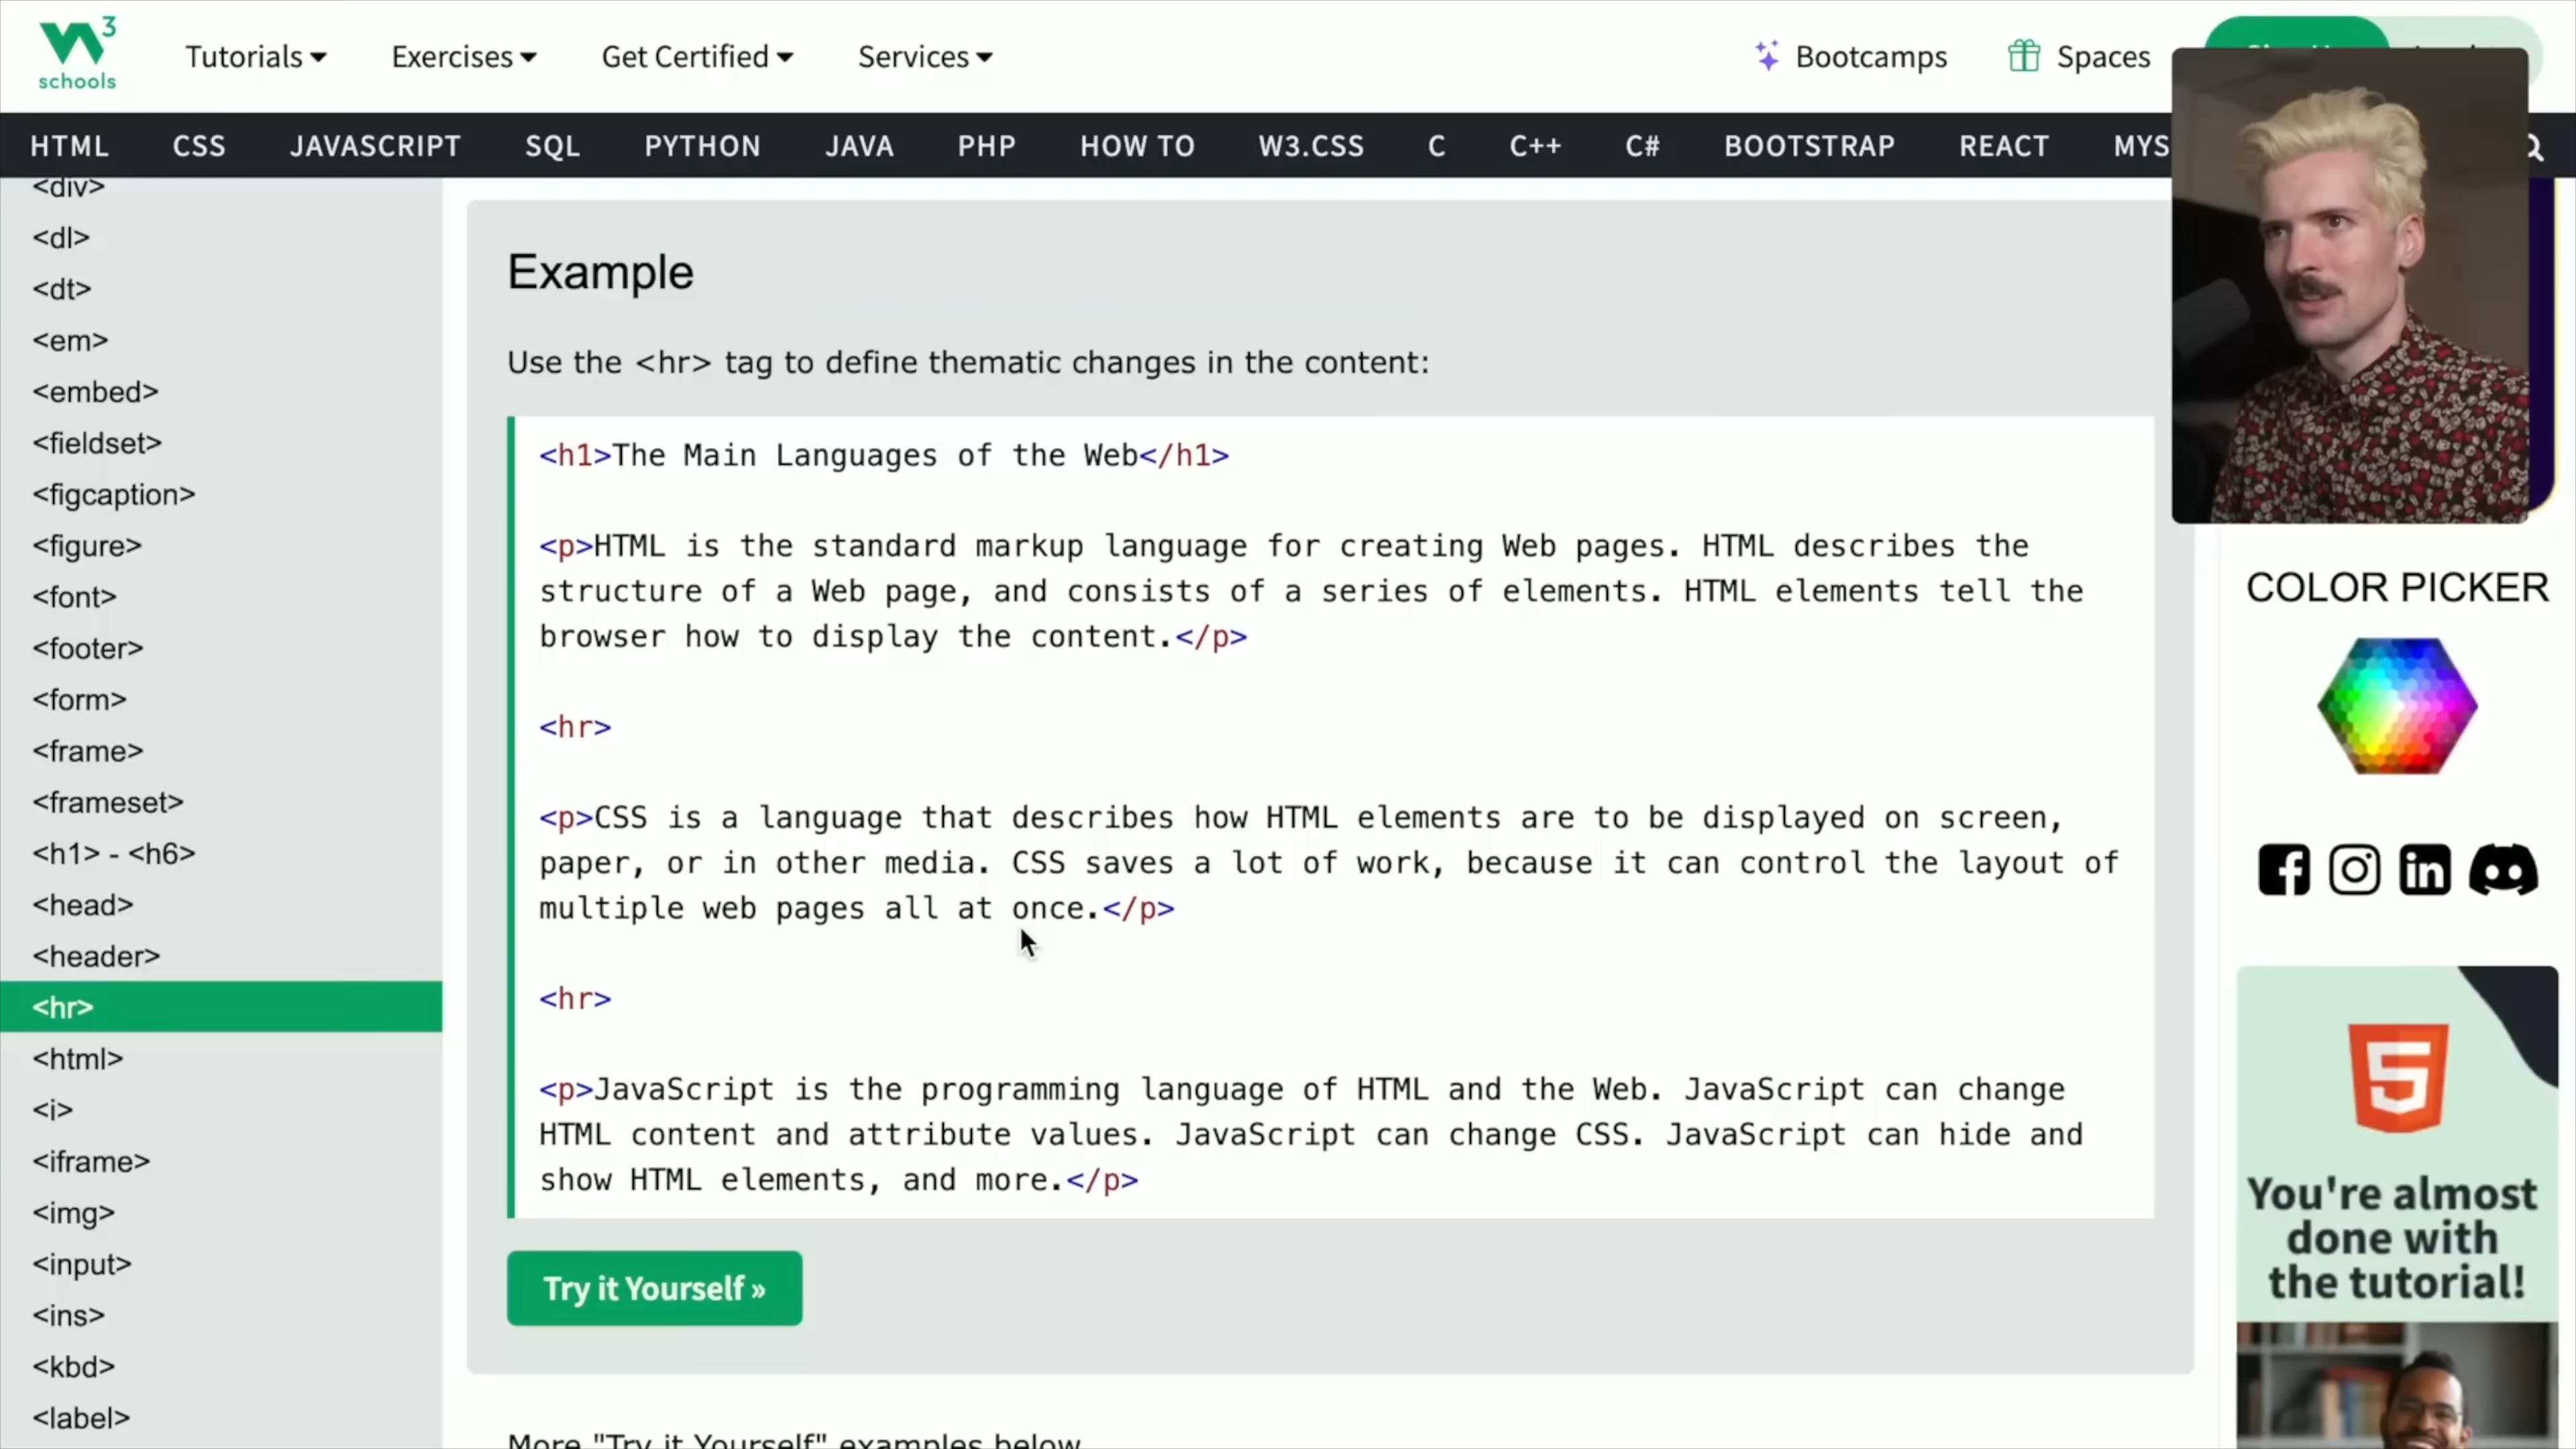 W3
schools
Tutorials
Exercises
Get Certified
Services
Bootcamps
Spaces
HTML
CSS
JAVASCRIPT
SQL
PYTHON
JAVA
PHP
HOW TO
W3.CSS
C
C++
C#
BOOTSTRAP
REACT
MYS
<div>
<dl>
<dt>
<em>
<embed>
<fieldset>
<figcaption>
<figure>
<font>
<footer>
<form>
<frame>
<frameset>
<h1> - <h6>
<head>
<header>
<hr>
<html>
<i>
<iframe>
<img>
<input>
<ins>
<kbd>
<label>
Example
Use the <hr> tag to define thematic changes in the content:
<h1>The Main Languages of the Web</h1>
<p>HTML is the standard markup language for creating Web pages. HTML describes the
structure of a Web page, and consists of a series of elements. HTML elements tell the
browser how to display the content.</p>
<hr>
<p>CSS is a language that describes how HTML elements are to be displayed on screen,
paper, or in other media. CSS saves a lot of work, because it can control the layout of
multiple web pages all at once.</p>
<hr>
<p>JavaScript is the programming language of HTML and the Web. JavaScript can change
HTML content and attribute values. JavaScript can change CSS. JavaScript can hide and
show HTML elements, and more.</p>
Try it Yourself »
More "Try it Yourself" examples below
COLOR PICKER
in
5
You're almost
done with
the tutorial!